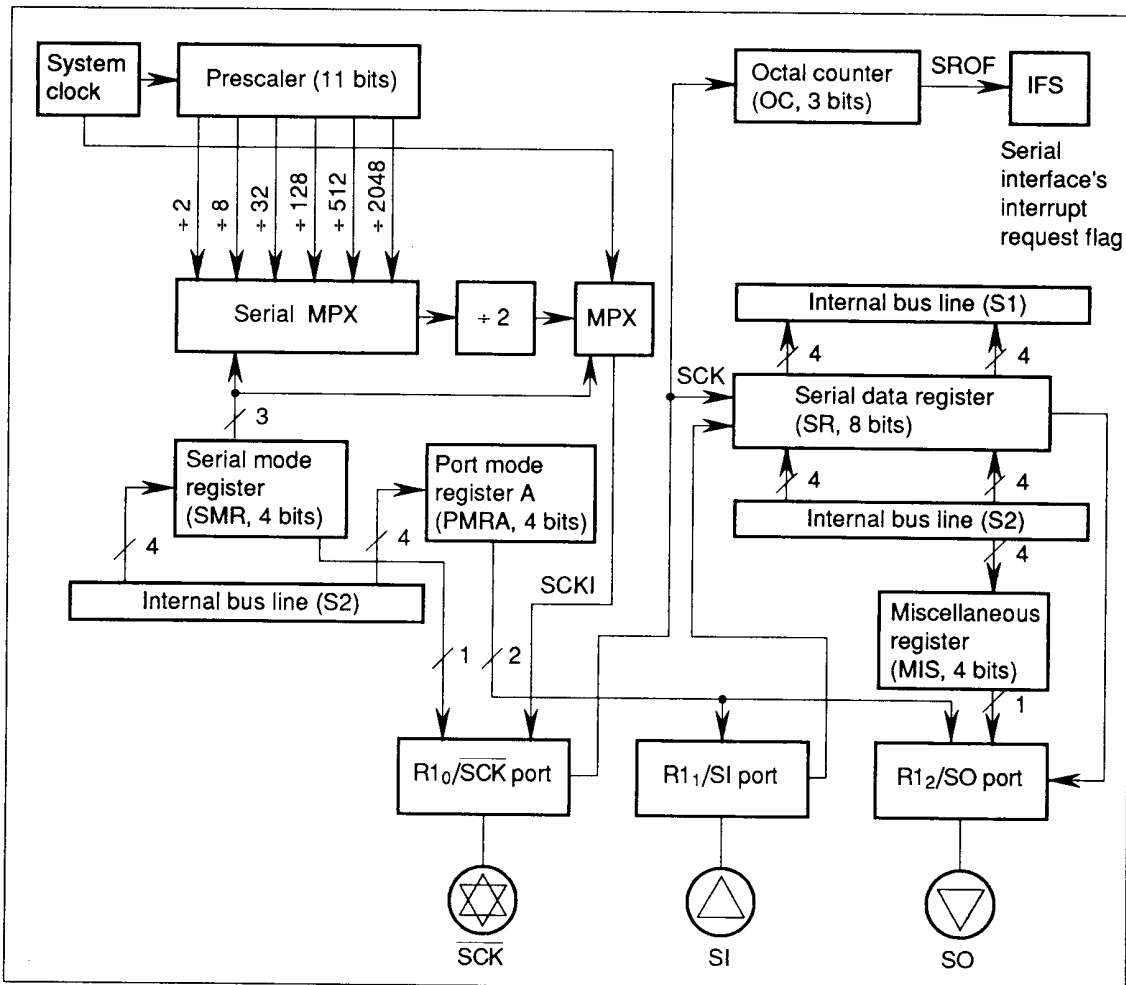 System
clock
Prescaler (11 bits)
Octal counter
(OC, 3 bits)
SROF
IFS
Serial
interface's
interrupt
request flag
÷ 2
÷ 8
÷ 32
÷ 128
÷ 512
÷ 2048
Serial MPX
÷ 2
MPX
Internal bus line (S1)
4
4
SCK
Serial data register
(SR, 8 bits)
3
4
4
Serial mode
register
(SMR, 4 bits)
Port mode
register A
(PMRA, 4 bits)
Internal bus line (S2)
4
4
4
Internal bus line (S2)
SCKI
Miscellaneous
register
(MIS, 4 bits)
1
2
1
R1₀/S̅C̅K̅ port
R1₁/SI port
R1₂/SO port
S̅C̅K̅
SI
SO